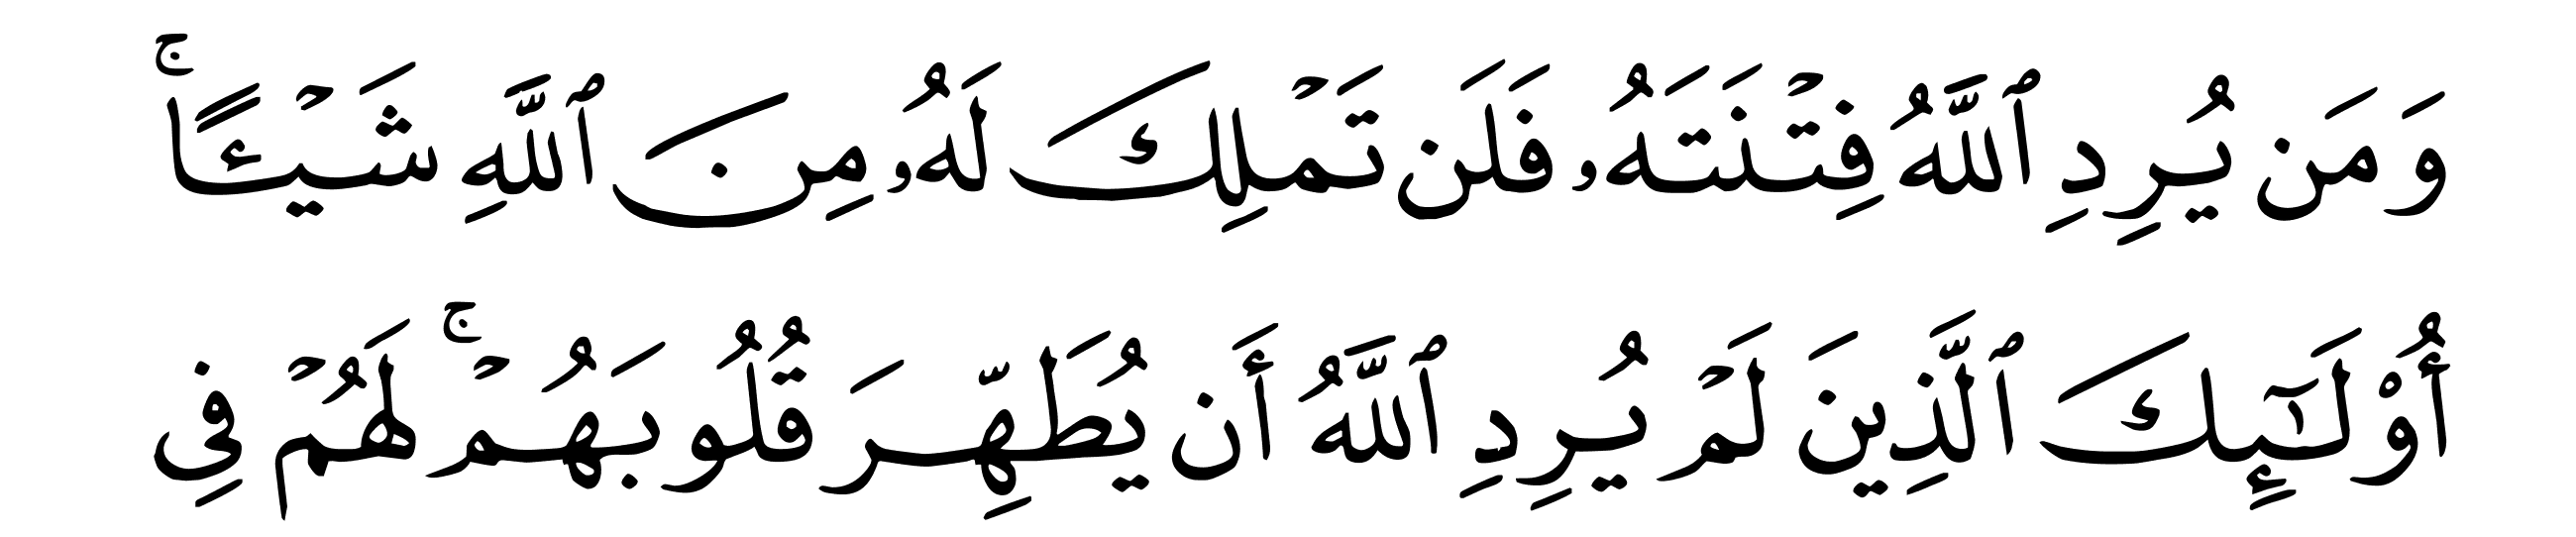 وَمَن يُرِدِ ٱللَّهُ فِتۡنَتَهُۥ فَلَن تَمۡلِكَ لَهُۥ مِنَ ٱللَّهِ شَيۡـًٔاۚ
أُوْلَٰٓئِكَ ٱلَّذِينَ لَمۡ يُرِدِ ٱللَّهُ أَن يُطَهِّرَ قُلُوبَهُمۡۚ لَهُمۡ فِي